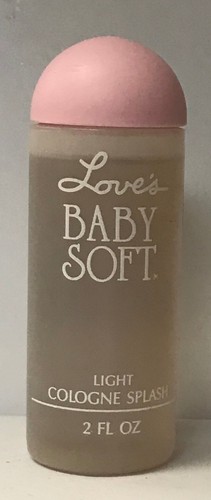 Love's
BABY
SOFT.
LIGHT
COLOGNE SPLASH
2 FL OZ